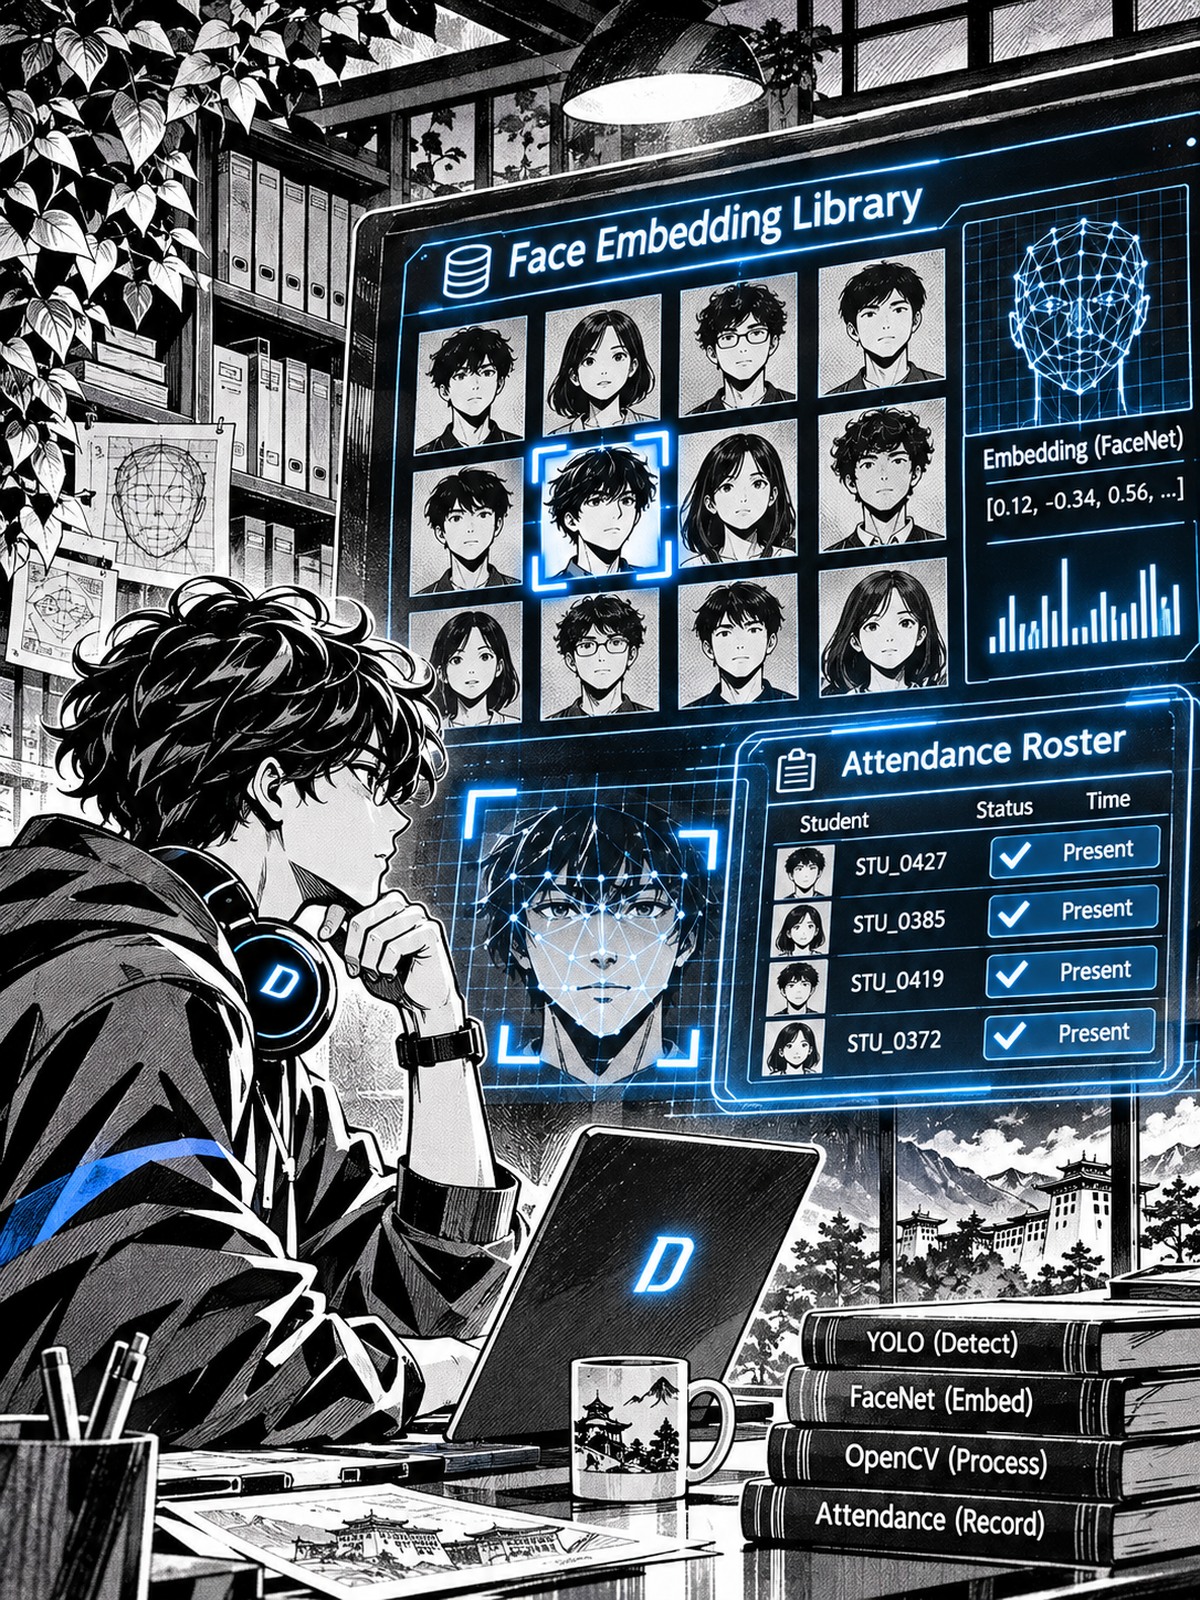 Face Embedding Library
Embedding (FaceNet)
[0.12, -0.34, 0.56, ...]
Attendance Roster
Student Status Time
STU_0427 Present
STU_0385 Present
STU_0419 Present
STU_0372 Present
D
D
YOLO (Detect)
FaceNet (Embed)
OpenCV (Process)
Attendance (Record)